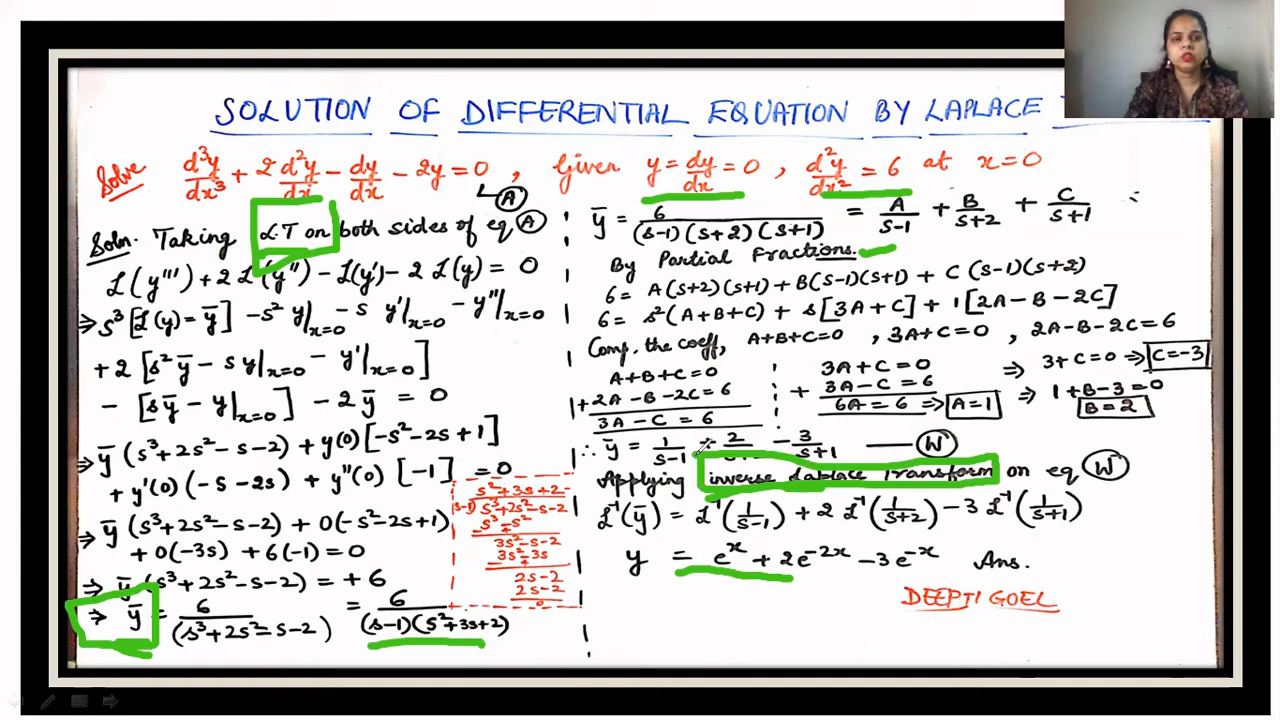 SOLUTION OF DIFFERENTIAL EQUATION BY LAPLACE
Solve d³y/dx³ + 2 d²y/dx² - dy/dx - 2y = 0 , Given y = dy/dx = 0 , d²y/dx² = 6 at x = 0
A
Soln. Taking L.T on both sides of eq A
L(y''') + 2 L(y'') - L(y') - 2 L(y) = 0
⇒ s³ [L(y) = ȳ] - s² y|x=0 - s y'|x=0 - y''|x=0
+ 2 [s²ȳ - s y|x=0 - y'|x=0]
- [sȳ - y|x=0] - 2ȳ = 0
⇒ ȳ (s³+2s²-s-2) + y(0) [-s²-2s+1]
+ y'(0) (-s-2s) + y''(0) [-1] = 0
⇒ ȳ (s³+2s²-s-2) + 0(-s²-2s+1)
+ 0(-3s) + 6(-1) = 0
⇒ ȳ (s³+2s²-s-2) = +6
⇒ ȳ = 6/(s³+2s²-s-2) = 6/((s-1)(s²+3s+2))
s²+3s+2
(s-1) s³+2s²-s-2
s³-s²
- +
3s²-s-2
3s²-3s
- +
2s-2
2s-2
0
ȳ = 6/((s-1)(s+2)(s+1)) = A/(s-1) + B/(s+2) + C/(s+1)
By Partial Fractions.
6 = A(s+2)(s+1) + B(s-1)(s+1) + C(s-1)(s+2)
6 = s²(A+B+C) + s[3A+C] + 1[2A-B-2C]
Comp. the coeff, A+B+C=0 , 3A+C=0 , 2A-B-2C=6
A+B+C=0
+2A-B-2C=6
3A-C=6
3A+C=0
+ 3A-C=6
6A=6 ⇒ A=1
⇒ 3+C=0 ⇒ C=-3
⇒ 1+B-3=0
B=2
∴ ȳ = 1/(s-1) + 2/ - 3/(s+1) — W
Applying inverse Laplace Transform on eq W
L⁻¹(ȳ) = L⁻¹(1/(s-1)) + 2 L⁻¹(1/(s+2)) - 3 L⁻¹(1/(s+1))
y = eˣ + 2e⁻²ˣ - 3e⁻ˣ Ans.
DEEPTI GOEL